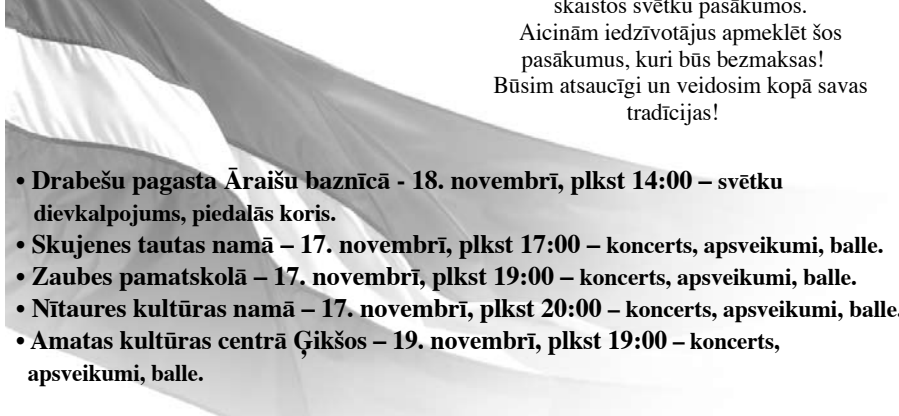 skaistos svētku pasākumos.
Aicinām iedzīvotājus apmeklēt šos
pasākumus, kuri būs bezmaksas!
Būsim atsaucīgi un veidosim kopā savas
tradīcijas!
• Drabešu pagasta Āraišu baznīcā - 18. novembrī, plkst 14:00 – svētku
dievkalpojums, piedalās koris.
• Skujenes tautas namā – 17. novembrī, plkst 17:00 – koncerts, apsveikumi, balle.
• Zaubes pamatskolā – 17. novembrī, plkst 19:00 – koncerts, apsveikumi, balle.
• Nītaures kultūras namā – 17. novembrī, plkst 20:00 – koncerts, apsveikumi, balle.
• Amatas kultūras centrā Ģikšos – 19. novembrī, plkst 19:00 – koncerts,
apsveikumi, balle.